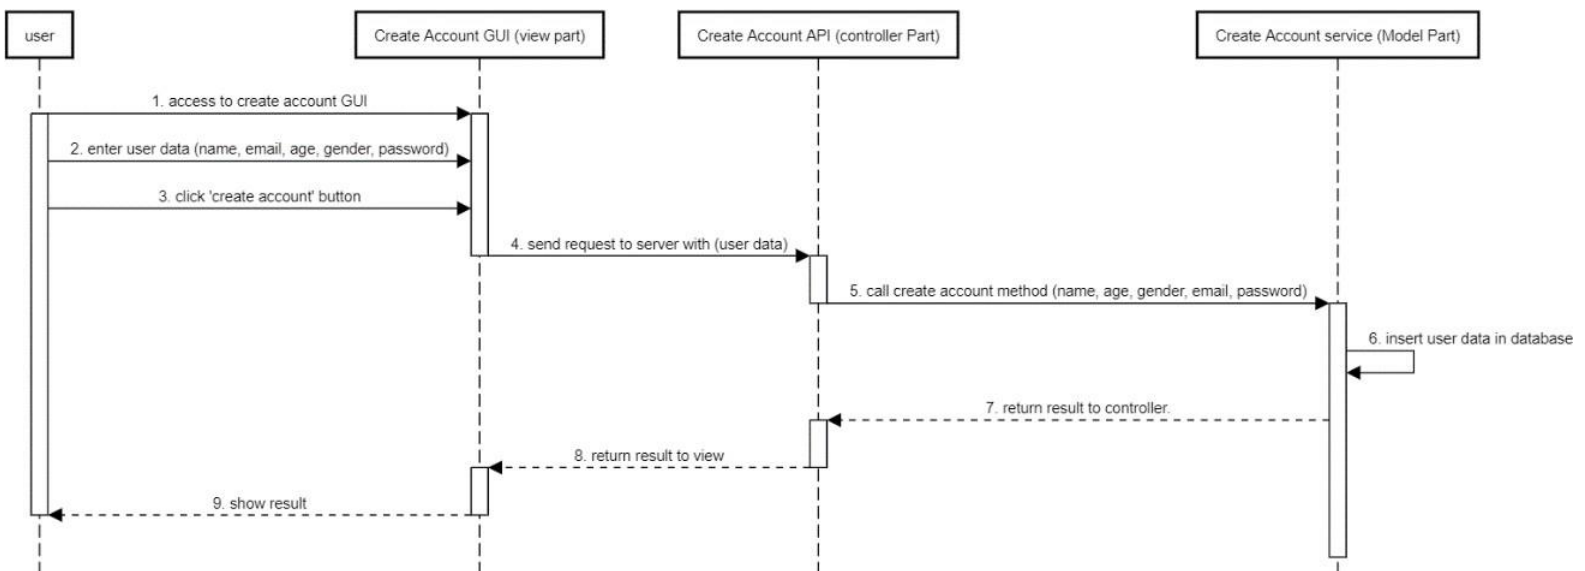 user
Create Account GUI (view part)
Create Account API (controller Part)
Create Account service (Model Part)
1. access to create account GUI
2. enter user data (name, email, age, gender, password)
3. click 'create account' button
4. send request to server with (user data)
5. call create account method (name, age, gender, email, password)
6. insert user data in database
7. return result to controller.
8. return result to view
9. show result